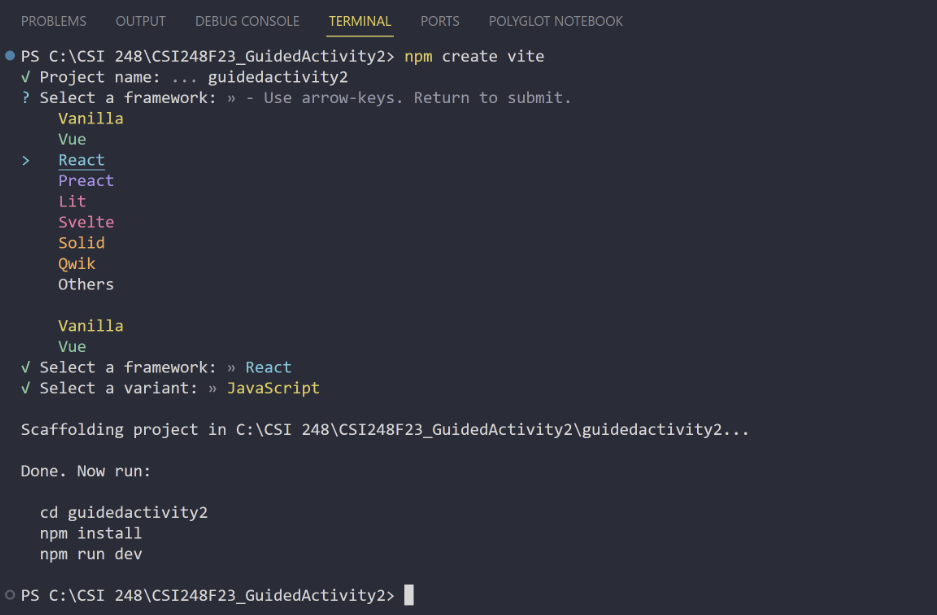 PROBLEMS OUTPUT DEBUG CONSOLE TERMINAL PORTS POLYGLOT NOTEBOOK
PS C:\CSI 248\CSI248F23_GuidedActivity2> npm create vite
√ Project name: ... guidedactivity2
? Select a framework: » - Use arrow-keys. Return to submit.
Vanilla
Vue
> React
Preact
Lit
Svelte
Solid
Qwik
Others
Vanilla
Vue
√ Select a framework: » React
√ Select a variant: » JavaScript
Scaffolding project in C:\CSI 248\CSI248F23_GuidedActivity2\guidedactivity2...
Done. Now run:
cd guidedactivity2
npm install
npm run dev
PS C:\CSI 248\CSI248F23_GuidedActivity2>